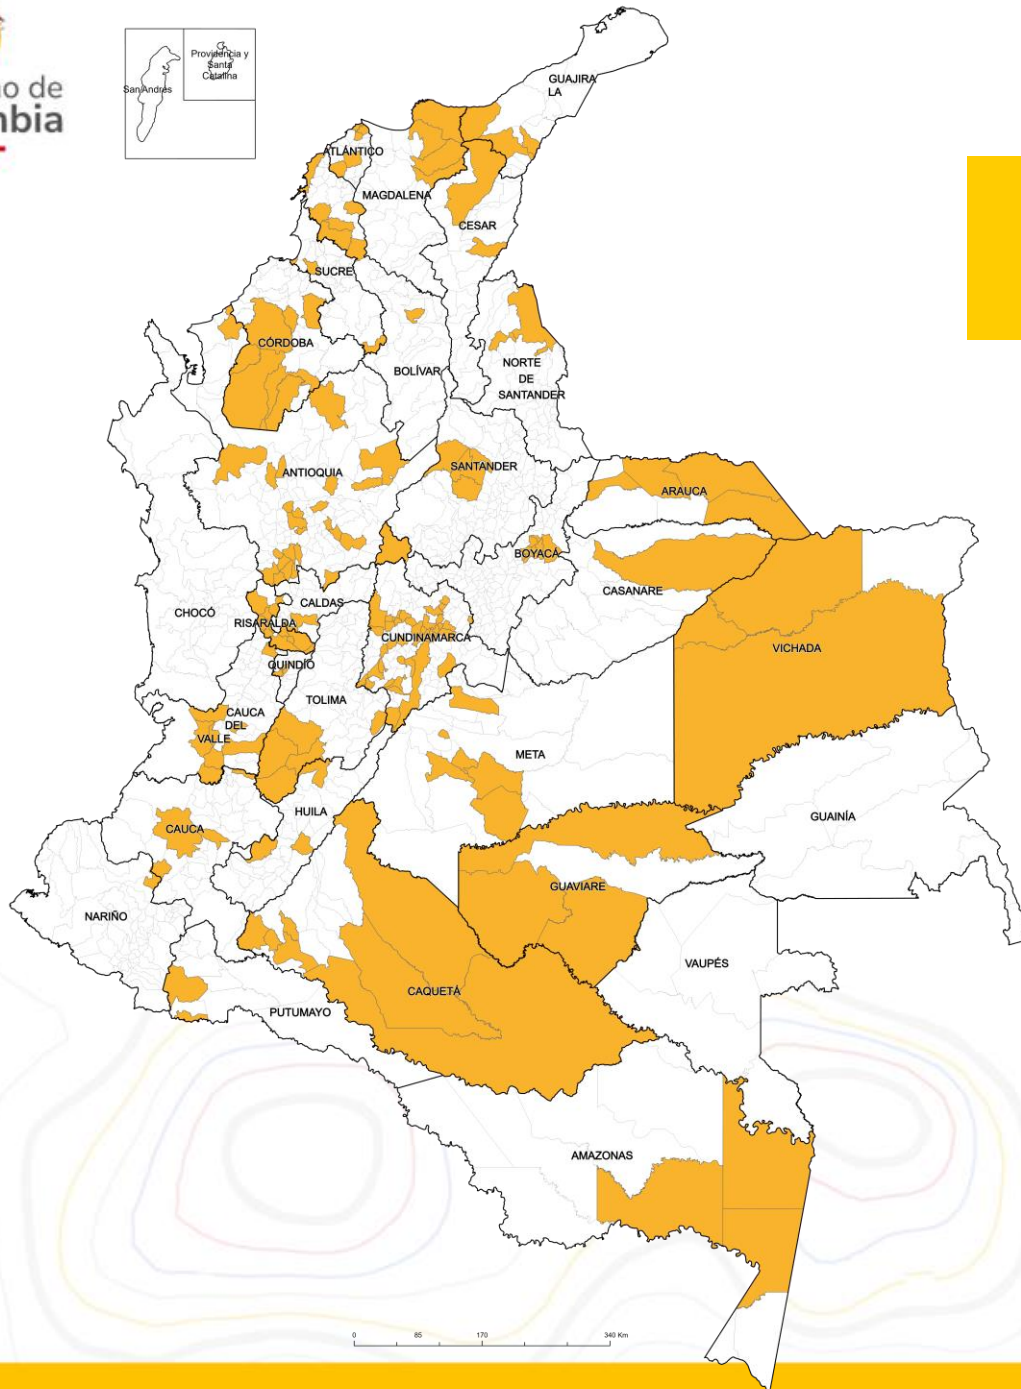 Providencia y
Santa
Catalina
San Andrés
o de
bia
GUAJIRA
LA
ATLÁNTICO
MAGDALENA
CESAR
SUCRE
CÓRDOBA
BOLÍVAR
NORTE
DE
SANTANDER
ANTIOQUIA
SANTANDER
ARAUCA
BOYACÁ
CASANARE
CHOCÓ
CALDAS
RISARALDA
CUNDINAMARCA
VICHADA
QUINDÍO
TOLIMA
CAUCA
DEL
VALLE
META
HUILA
GUAINÍA
CAUCA
GUAVIARE
NARIÑO
VAUPÉS
CAQUETÁ
PUTUMAYO
AMAZONAS
0 85 170 340 Km